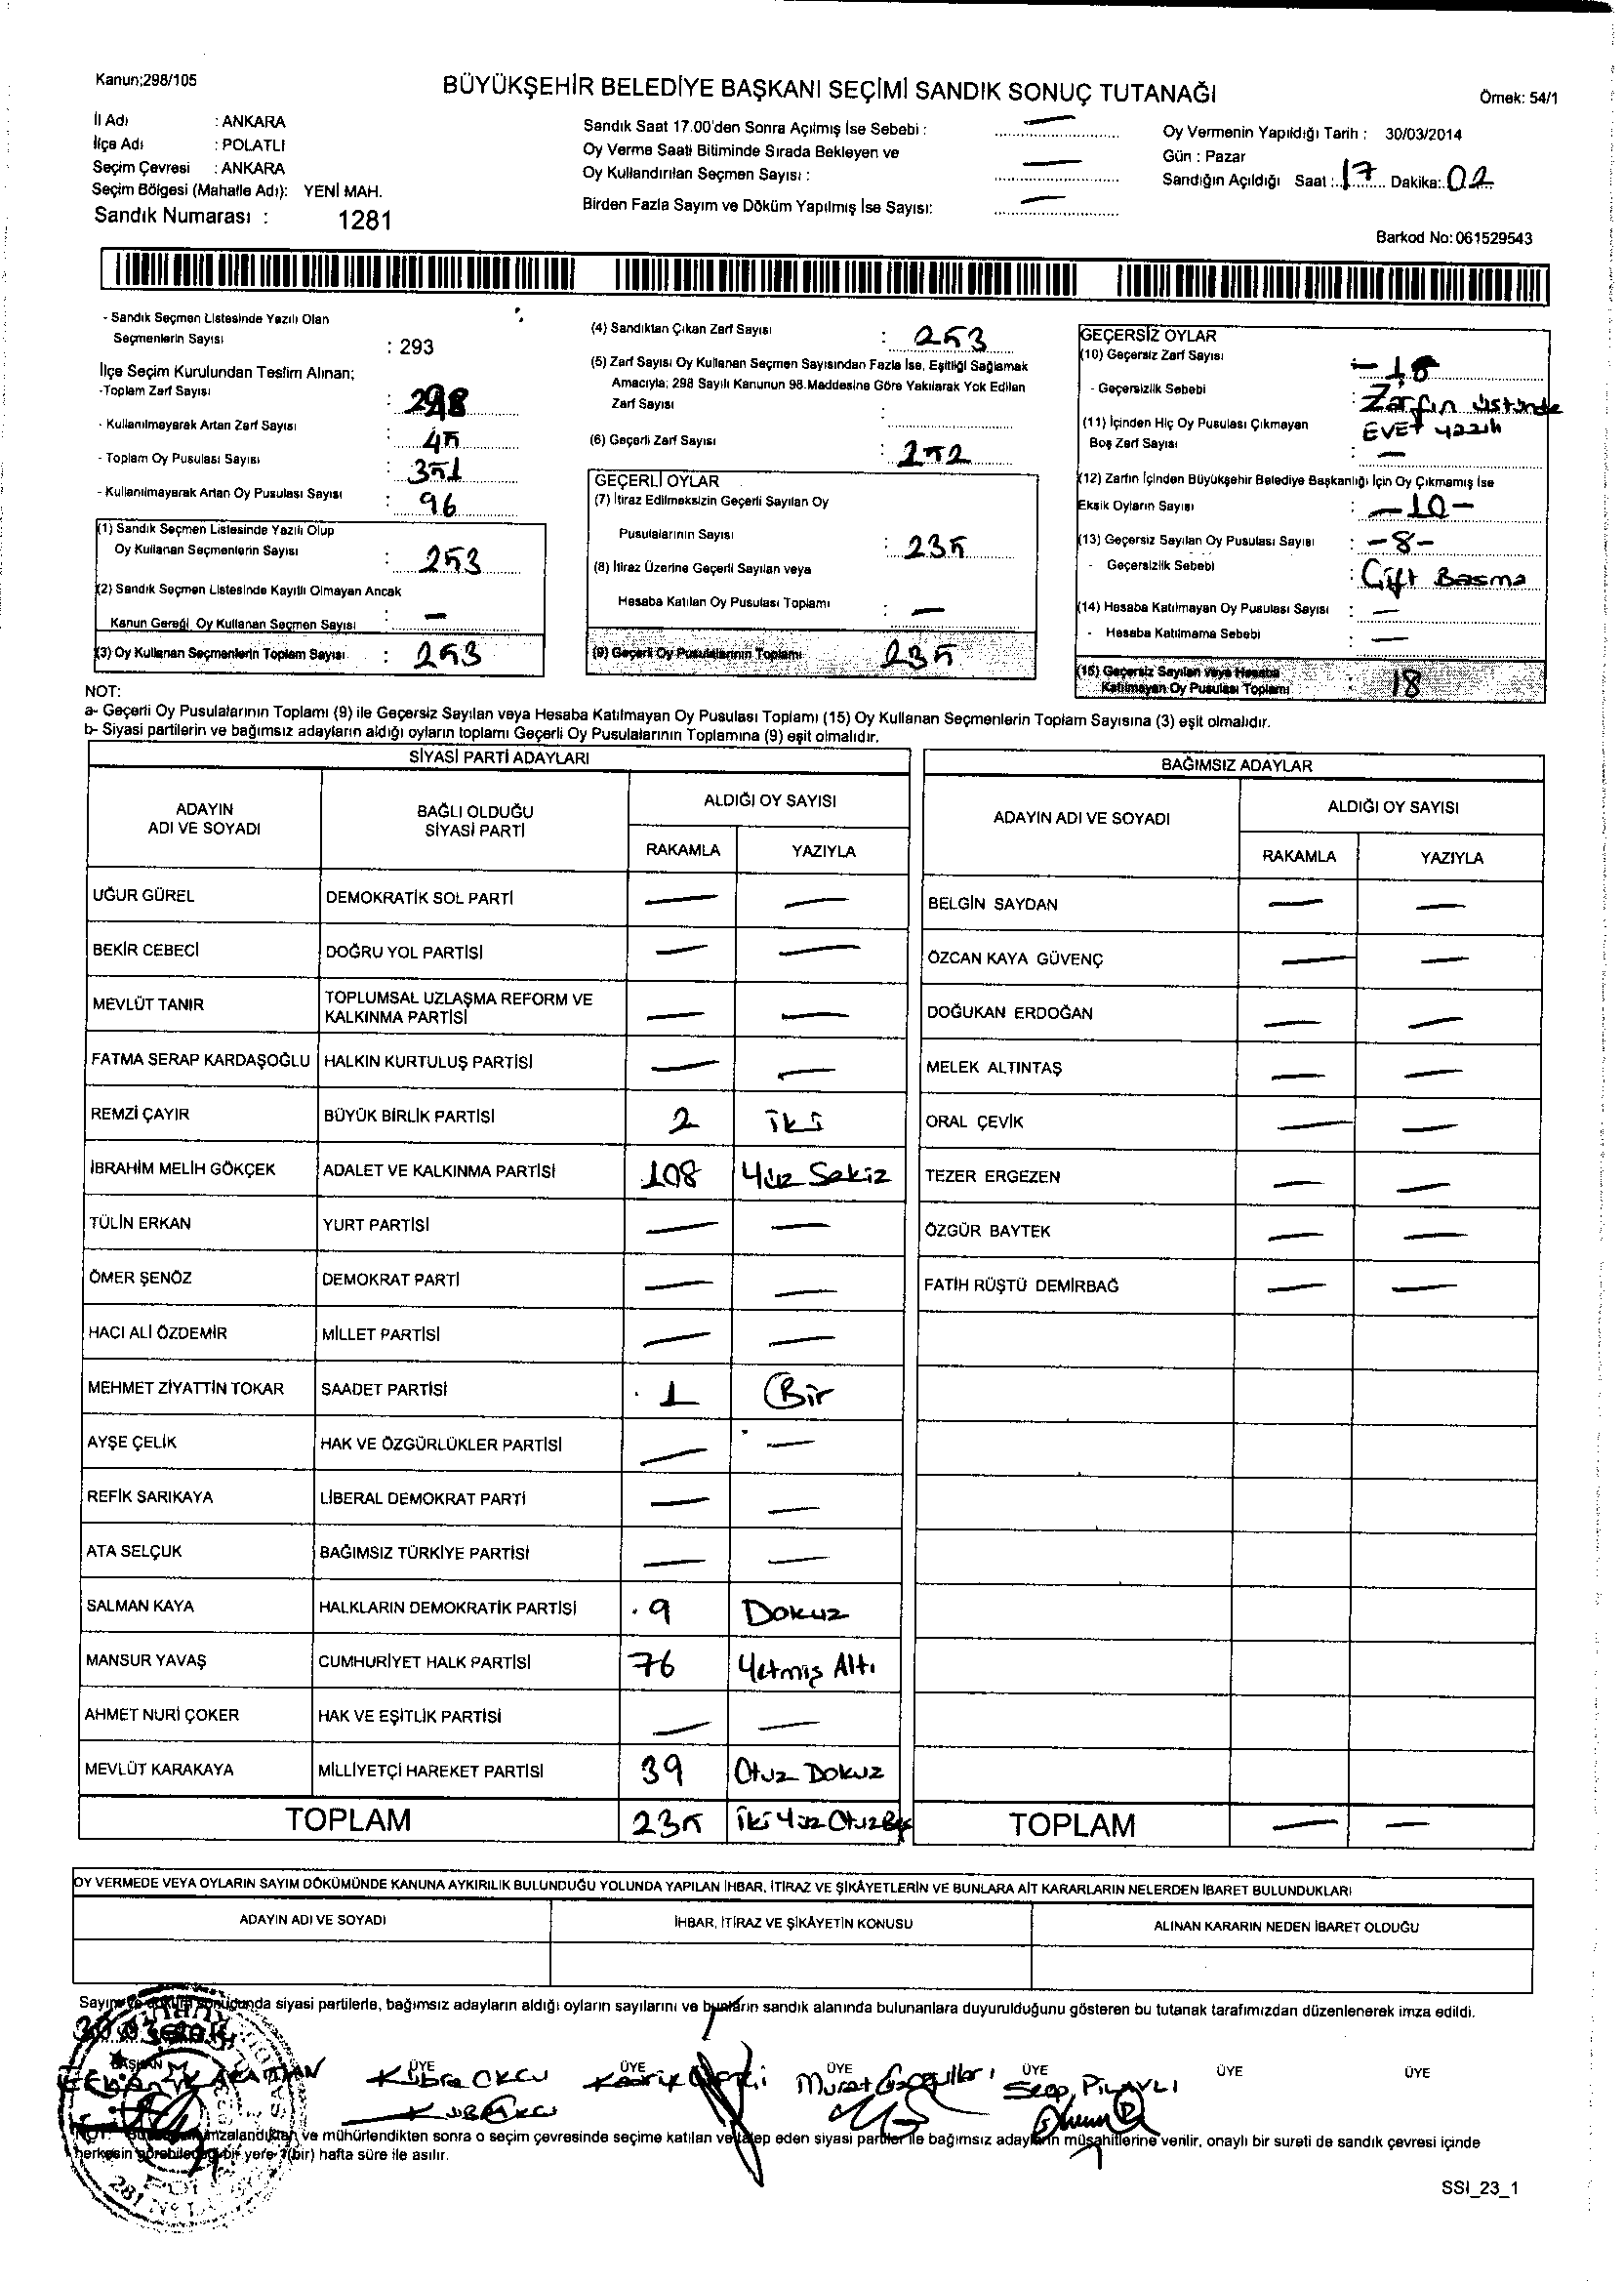 Kanun;298/105
BÜYÜKŞEHİR BELEDİYE BAŞKANI SEÇİMİ SANDIK SONUÇ TUTANAĞI
Örnek: 54/1
İl Adı : ANKARA
İlçe Adı : POLATLI
Seçim Çevresi : ANKARA
Seçim Bölgesi (Mahalle Adı): YENİ MAH.
Sandık Numarası : 1281
Sandık Saat 17.00'den Sonra Açılmış İse Sebebi : —
Oy Verme Saati Bitiminde Sırada Bekleyen ve
Oy Kullandırılan Seçmen Sayısı : —
Birden Fazla Sayım ve Döküm Yapılmış İse Sayısı: —
Oy Vermenin Yapıldığı Tarih : 30/03/2014
Gün : Pazar
Sandığın Açıldığı Saat : 17 Dakika: 02
Barkod No: 061529543
- Sandık Seçmen Listesinde Yazılı Olan
Seçmenlerin Sayısı : 293
İlçe Seçim Kurulundan Teslim Alınan;
-Toplam Zarf Sayısı : 298
- Kullanılmayarak Artan Zarf Sayısı : 45
- Toplam Oy Pusulası Sayısı : 351
- Kullanılmayarak Artan Oy Pusulası Sayısı : 96
(1) Sandık Seçmen Listesinde Yazılı Olup
Oy Kullanan Seçmenlerin Sayısı : 253
(2) Sandık Seçmen Listesinde Kayıtlı Olmayan Ancak
Kanun Gereği Oy Kullanan Seçmen Sayısı : —
(3) Oy Kullanan Seçmenlerin Toplam Sayısı : 253
(4) Sandıktan Çıkan Zarf Sayısı : 253
(5) Zarf Sayısı Oy Kullanan Seçmen Sayısından Fazla İse, Eşitliği Sağlamak
Amacıyla; 298 Sayılı Kanunun 98.Maddesine Göre Yakılarak Yok Edilen
Zarf Sayısı :
(6) Geçerli Zarf Sayısı : 252
GEÇERLİ OYLAR
(7) İtiraz Edilmeksizin Geçerli Sayılan Oy
Pusulalarının Sayısı : 235
(8) İtiraz Üzerine Geçerli Sayılan veya
Hesaba Katılan Oy Pusulası Toplamı : —
(9) Geçerli Oy Pusulalarının Toplamı 235
GEÇERSİZ OYLAR
(10) Geçersiz Zarf Sayısı
- Geçersizlik Sebebi : Zarfın üstünde
EVET yazılı
(11) İçinden Hiç Oy Pusulası Çıkmayan
Boş Zarf Sayısı : —
(12) Zarfın İçinden Büyükşehir Belediye Başkanlığı İçin Oy Çıkmamış İse
Eksik Oyların Sayısı : -10-
(13) Geçersiz Sayılan Oy Pusulası Sayısı : -8-
- Geçersizlik Sebebi : Çift Basma
(14) Hesaba Katılmayan Oy Pusulası Sayısı : —
- Hesaba Katılmama Sebebi : —
(15) Geçersiz Sayılan veya Hesaba
Katılmayan Oy Pusulası Toplamı : 18
NOT:
a- Geçerli Oy Pusulalarının Toplamı (9) ile Geçersiz Sayılan veya Hesaba Katılmayan Oy Pusulası Toplamı (15) Oy Kullanan Seçmenlerin Toplam Sayısına (3) eşit olmalıdır.
b- Siyasi partilerin ve bağımsız adayların aldığı oyların toplamı Geçerli Oy Pusulalarının Toplamına (9) eşit olmalıdır.
SİYASİ PARTİ ADAYLARI
ADAYIN ADI VE SOYADI | BAĞLI OLDUĞU SİYASİ PARTİ | ALDIĞI OY SAYISI
RAKAMLA | YAZIYLA
UĞUR GÜREL | DEMOKRATİK SOL PARTİ | — | —
BEKİR CEBECİ | DOĞRU YOL PARTİSİ | — | —
MEVLÜT TANIR | TOPLUMSAL UZLAŞMA REFORM VE KALKINMA PARTİSİ | — | —
FATMA SERAP KARDAŞOĞLU | HALKIN KURTULUŞ PARTİSİ | — | —
REMZİ ÇAYIR | BÜYÜK BİRLİK PARTİSİ | 2 | iki
İBRAHİM MELİH GÖKÇEK | ADALET VE KALKINMA PARTİSİ | 108 | Yüz Sekiz
TÜLİN ERKAN | YURT PARTİSİ | — | —
ÖMER ŞENÖZ | DEMOKRAT PARTİ | — | —
HACI ALİ ÖZDEMİR | MİLLET PARTİSİ | — | —
MEHMET ZİYATTİN TOKAR | SAADET PARTİSİ | 1 | Bir
AYŞE ÇELİK | HAK VE ÖZGÜRLÜKLER PARTİSİ | — | —
REFİK SARIKAYA | LİBERAL DEMOKRAT PARTİ | — | —
ATA SELÇUK | BAĞIMSIZ TÜRKİYE PARTİSİ | — | —
SALMAN KAYA | HALKLARIN DEMOKRATİK PARTİSİ | 9 | Dokuz
MANSUR YAVAŞ | CUMHURİYET HALK PARTİSİ | 76 | Yetmiş Altı
AHMET NURİ ÇOKER | HAK VE EŞİTLİK PARTİSİ | — | —
MEVLÜT KARAKAYA | MİLLİYETÇİ HAREKET PARTİSİ | 39 | Otuz Dokuz
TOPLAM | 235 | İki Yüz Otuz Beş
BAĞIMSIZ ADAYLAR
ADAYIN ADI VE SOYADI | ALDIĞI OY SAYISI
RAKAMLA | YAZIYLA
BELGİN SAYDAN | — | —
ÖZCAN KAYA GÜVENÇ | — | —
DOĞUKAN ERDOĞAN | — | —
MELEK ALTINTAŞ | — | —
ORAL ÇEVİK | — | —
TEZER ERGEZEN | — | —
ÖZGÜR BAYTEK | — | —
FATİH RÜŞTÜ DEMİRBAĞ | — | —
TOPLAM | — | —
OY VERMEDE VEYA OYLARIN SAYIM DÖKÜMÜNDE KANUNA AYKIRILIK BULUNDUĞU YOLUNDA YAPILAN İHBAR, İTİRAZ VE ŞİKÂYETLERİN VE BUNLARA AİT KARARLARIN NELERDEN İBARET BULUNDUKLARI
ADAYIN ADI VE SOYADI | İHBAR, İTİRAZ VE ŞİKÂYETİN KONUSU | ALINAN KARARIN NEDEN İBARET OLDUĞU
Sayım ve döküm sonucunda siyasi partilerle, bağımsız adayların aldığı oyların sayılarını ve bunların sandık alanında bulunanlara duyurulduğunu gösteren bu tutanak tarafımızdan düzenlenerek imza edildi.
BAŞKAN ÜYE ÜYE ÜYE ÜYE ÜYE ÜYE
Kübra OKCU Murat Serap PİLAVLI
imzalandıktan ve mühürlendikten sonra o seçim çevresinde seçime katılan ve talep eden siyasi partiler ile bağımsız adayların müşahitlerine verilir, onaylı bir sureti de sandık çevresi içinde
herkesin görebileceği bir yere 7(bir) hafta süre ile asılır.
SSI_23_1